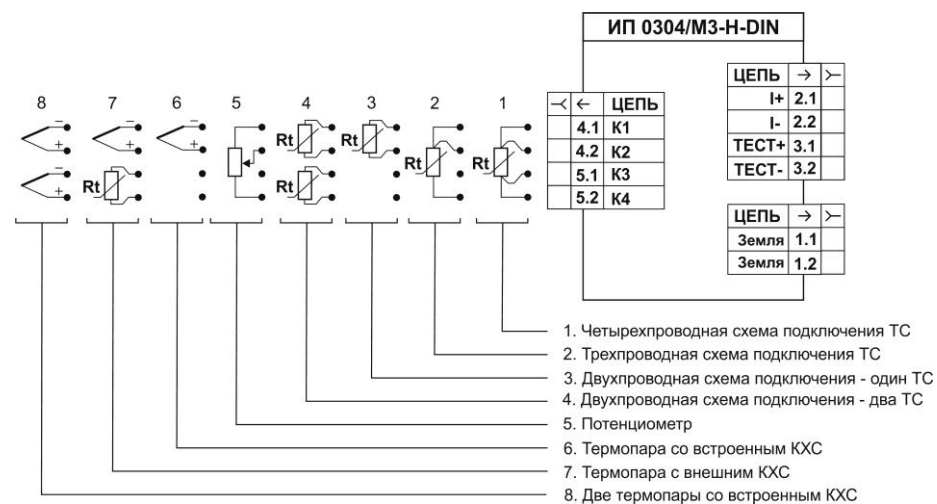 ИП 0304/М3-Н-DIN
ЦЕПЬ → >–
I+ 2.1
I- 2.2
ТЕСТ+ 3.1
ТЕСТ- 3.2
8 7 6 5 4 3 2 1
–< ← ЦЕПЬ
4.1 К1
4.2 К2
5.1 К3
5.2 К4
– – –
+ + +
Rt Rt Rt Rt Rt Rt
ЦЕПЬ → >–
Земля 1.1
Земля 1.2
1. Четырехпроводная схема подключения ТС
2. Трехпроводная схема подключения ТС
3. Двухпроводная схема подключения - один ТС
4. Двухпроводная схема подключения - два ТС
5. Потенциометр
6. Термопара со встроенным КХС
7. Термопара с внешним КХС
8. Две термопары со встроенным КХС